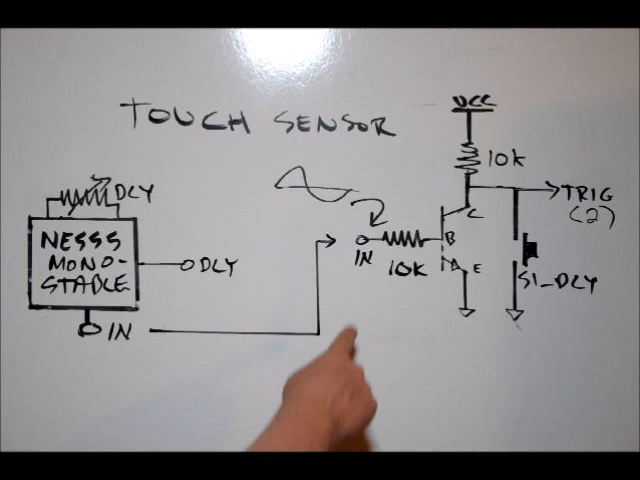 TOUCH SENSOR
VCC
10K
DLY
TRIG
(2)
NE555
MONO-
STABLE
DLY
C
B
E
IN
10K
S1_DLY
IN